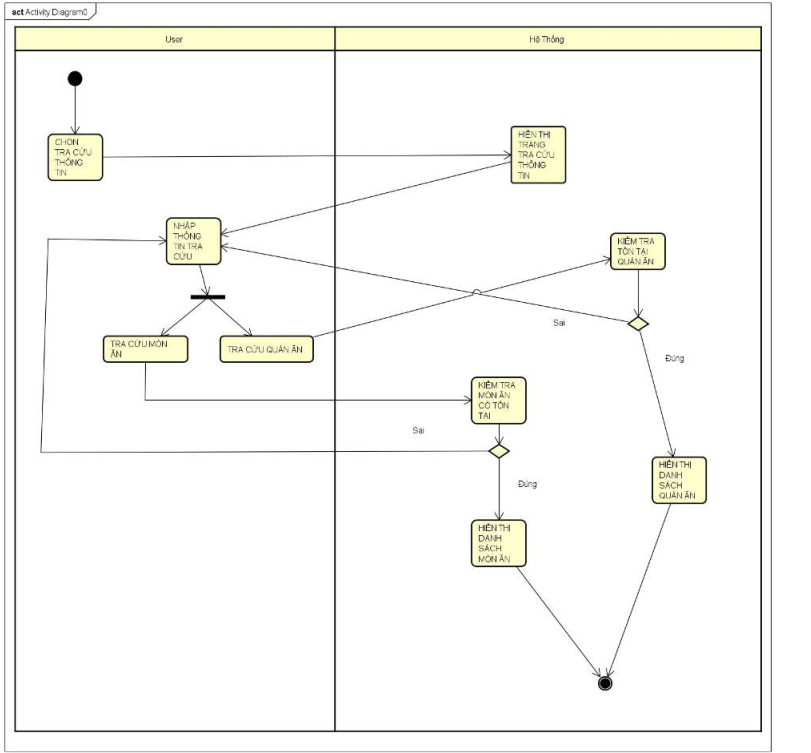 act Activity Diagram0
User
Hệ Thống
CHỌN
TRA CỨU
THÔNG
TIN
HIỂN THỊ
TRANG
TRA CỨU
THÔNG
TIN
NHẬP
THÔNG
TIN TRA
CỨU
KIỂM TRA
TỒN TẠI
QUÁN ĂN
Sai
TRA CỨU MÓN
ĂN
TRA CỨU QUÁN ĂN
Đúng
KIỂM TRA
MÓN ĂN
CÓ TỒN
TẠI
Sai
Đúng
HIỂN THỊ
DANH
SÁCH
QUÁN ĂN
HIỂN THỊ
DANH
SÁCH
MÓN ĂN